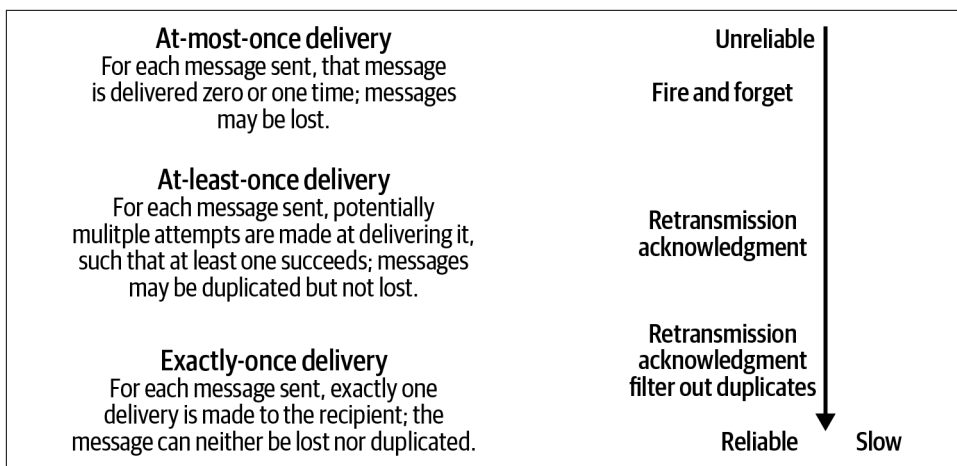 At-most-once delivery
For each message sent, that message
is delivered zero or one time; messages
may be lost.
Unreliable
Fire and forget
At-least-once delivery
For each message sent, potentially
mulitple attempts are made at delivering it,
such that at least one succeeds; messages
may be duplicated but not lost.
Retransmission
acknowledgment
Exactly-once delivery
For each message sent, exactly one
delivery is made to the recipient; the
message can neither be lost nor duplicated.
Retransmission
acknowledgment
filter out duplicates
Reliable
Slow